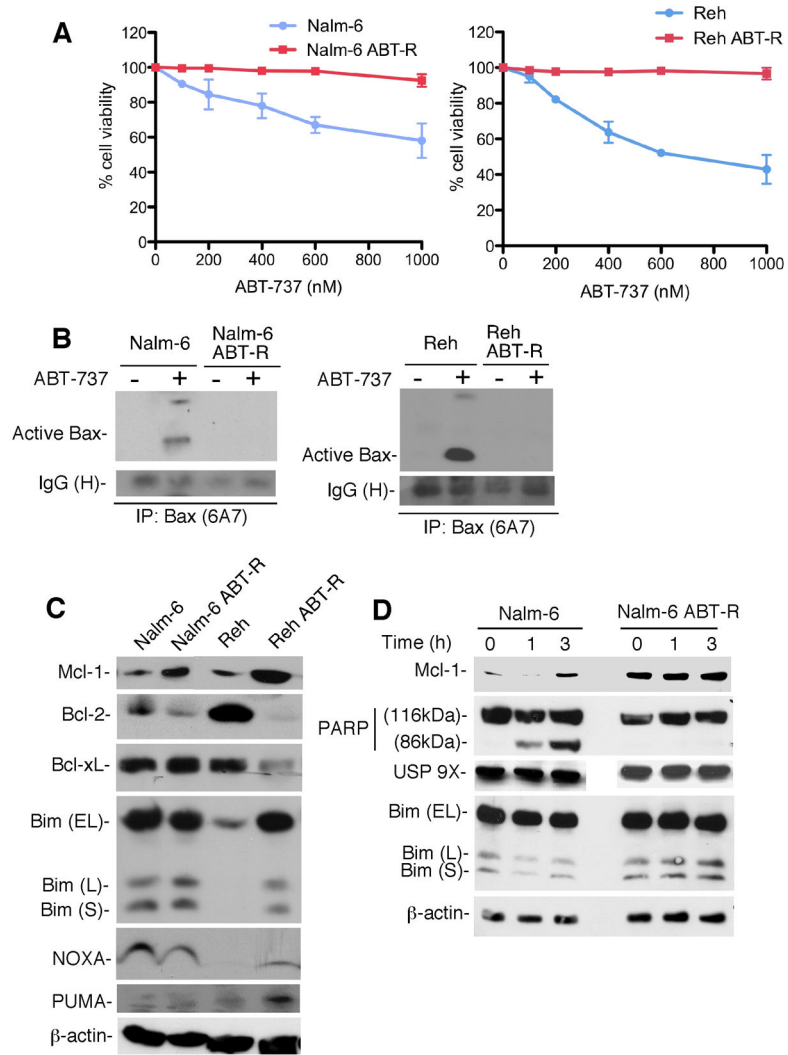 A
Nalm-6
Nalm-6 ABT-R
120
100
80
60
40
20
0
% cell viability
0 200 400 600 800 1000
ABT-737 (nM)
Reh
Reh ABT-R
120
100
80
60
40
20
0
% cell viability
0 200 400 600 800 1000
ABT-737 (nM)
B
Nalm-6 Nalm-6 ABT-R
ABT-737 - + - +
Active Bax-
IgG (H)-
IP: Bax (6A7)
Reh Reh ABT-R
ABT-737 - + - +
Active Bax-
IgG (H)-
IP: Bax (6A7)
C
Nalm-6 Nalm-6 ABT-R Reh Reh ABT-R
Mcl-1-
Bcl-2-
Bcl-xL-
Bim (EL)-
Bim (L)-
Bim (S)-
NOXA-
PUMA-
β-actin-
D
Nalm-6 Nalm-6 ABT-R
Time (h) 0 1 3 0 1 3
Mcl-1-
PARP (116kDa)-
(86kDa)-
USP 9X-
Bim (EL)-
Bim (L)-
Bim (S)-
β-actin-